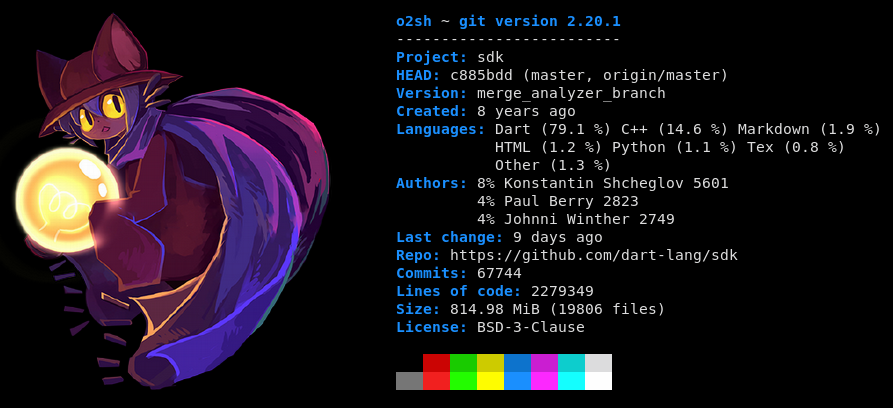 o2sh ~ git version 2.20.1
-------------------------
Project: sdk
HEAD: c885bdd (master, origin/master)
Version: merge_analyzer_branch
Created: 8 years ago
Languages: Dart (79.1 %) C++ (14.6 %) Markdown (1.9 %)
HTML (1.2 %) Python (1.1 %) Tex (0.8 %)
Other (1.3 %)
Authors: 8% Konstantin Shcheglov 5601
4% Paul Berry 2823
4% Johnni Winther 2749
Last change: 9 days ago
Repo: https://github.com/dart-lang/sdk
Commits: 67744
Lines of code: 2279349
Size: 814.98 MiB (19806 files)
License: BSD-3-Clause